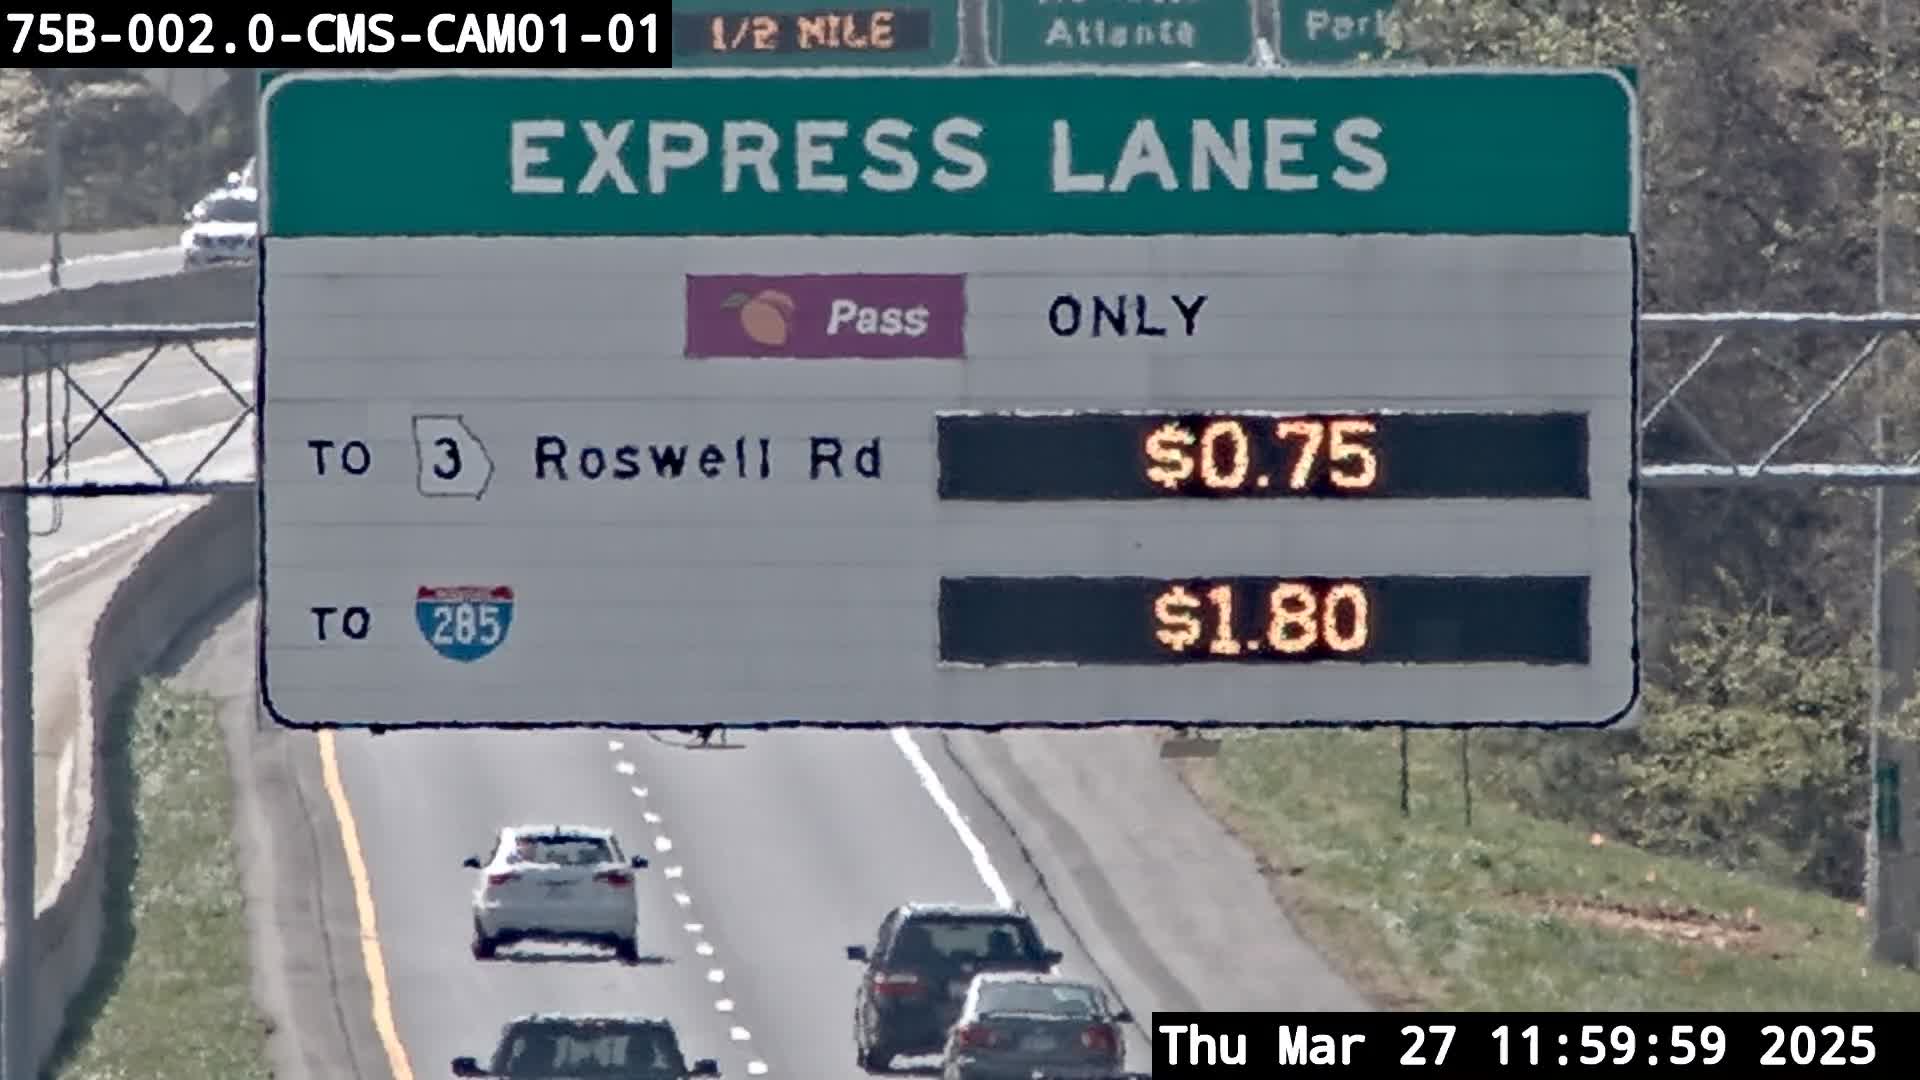 75B-002.0-CMS-CAM01-01
1/2 MILE
Atlanta
EXPRESS LANES
Pass ONLY
TO 3 Roswell Rd $0.75
TO 285 $1.80
Thu Mar 27 11:59:59 2025